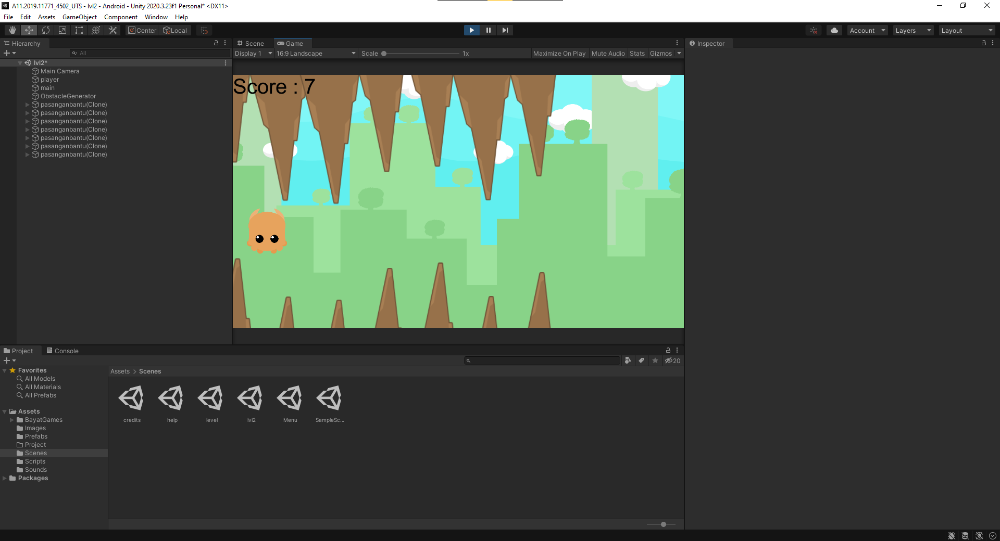 A11.2019.11771_4502_UTS - lvl2 - Android - Unity 2020.3.23f1 Personal* <DX11>
File Edit Assets GameObject Component Window Help
Center Local Account Layers Layout
Hierarchy
All
lvl2*
Main Camera
player
main
ObstacleGenerator
pasanganbantu(Clone)
pasanganbantu(Clone)
pasanganbantu(Clone)
pasanganbantu(Clone)
pasanganbantu(Clone)
pasanganbantu(Clone)
pasanganbantu(Clone)
Scene Game
Display 1 16:9 Landscape Scale 1x Maximize On Play Mute Audio Stats Gizmos
Score : 7
Inspector
Project Console
20
Favorites
All Models
All Materials
All Prefabs
Assets
BayatGames
Images
Prefabs
Project
Scenes
Scripts
Sounds
Packages
Assets > Scenes
credits help level lvl2 Menu SampleSc...